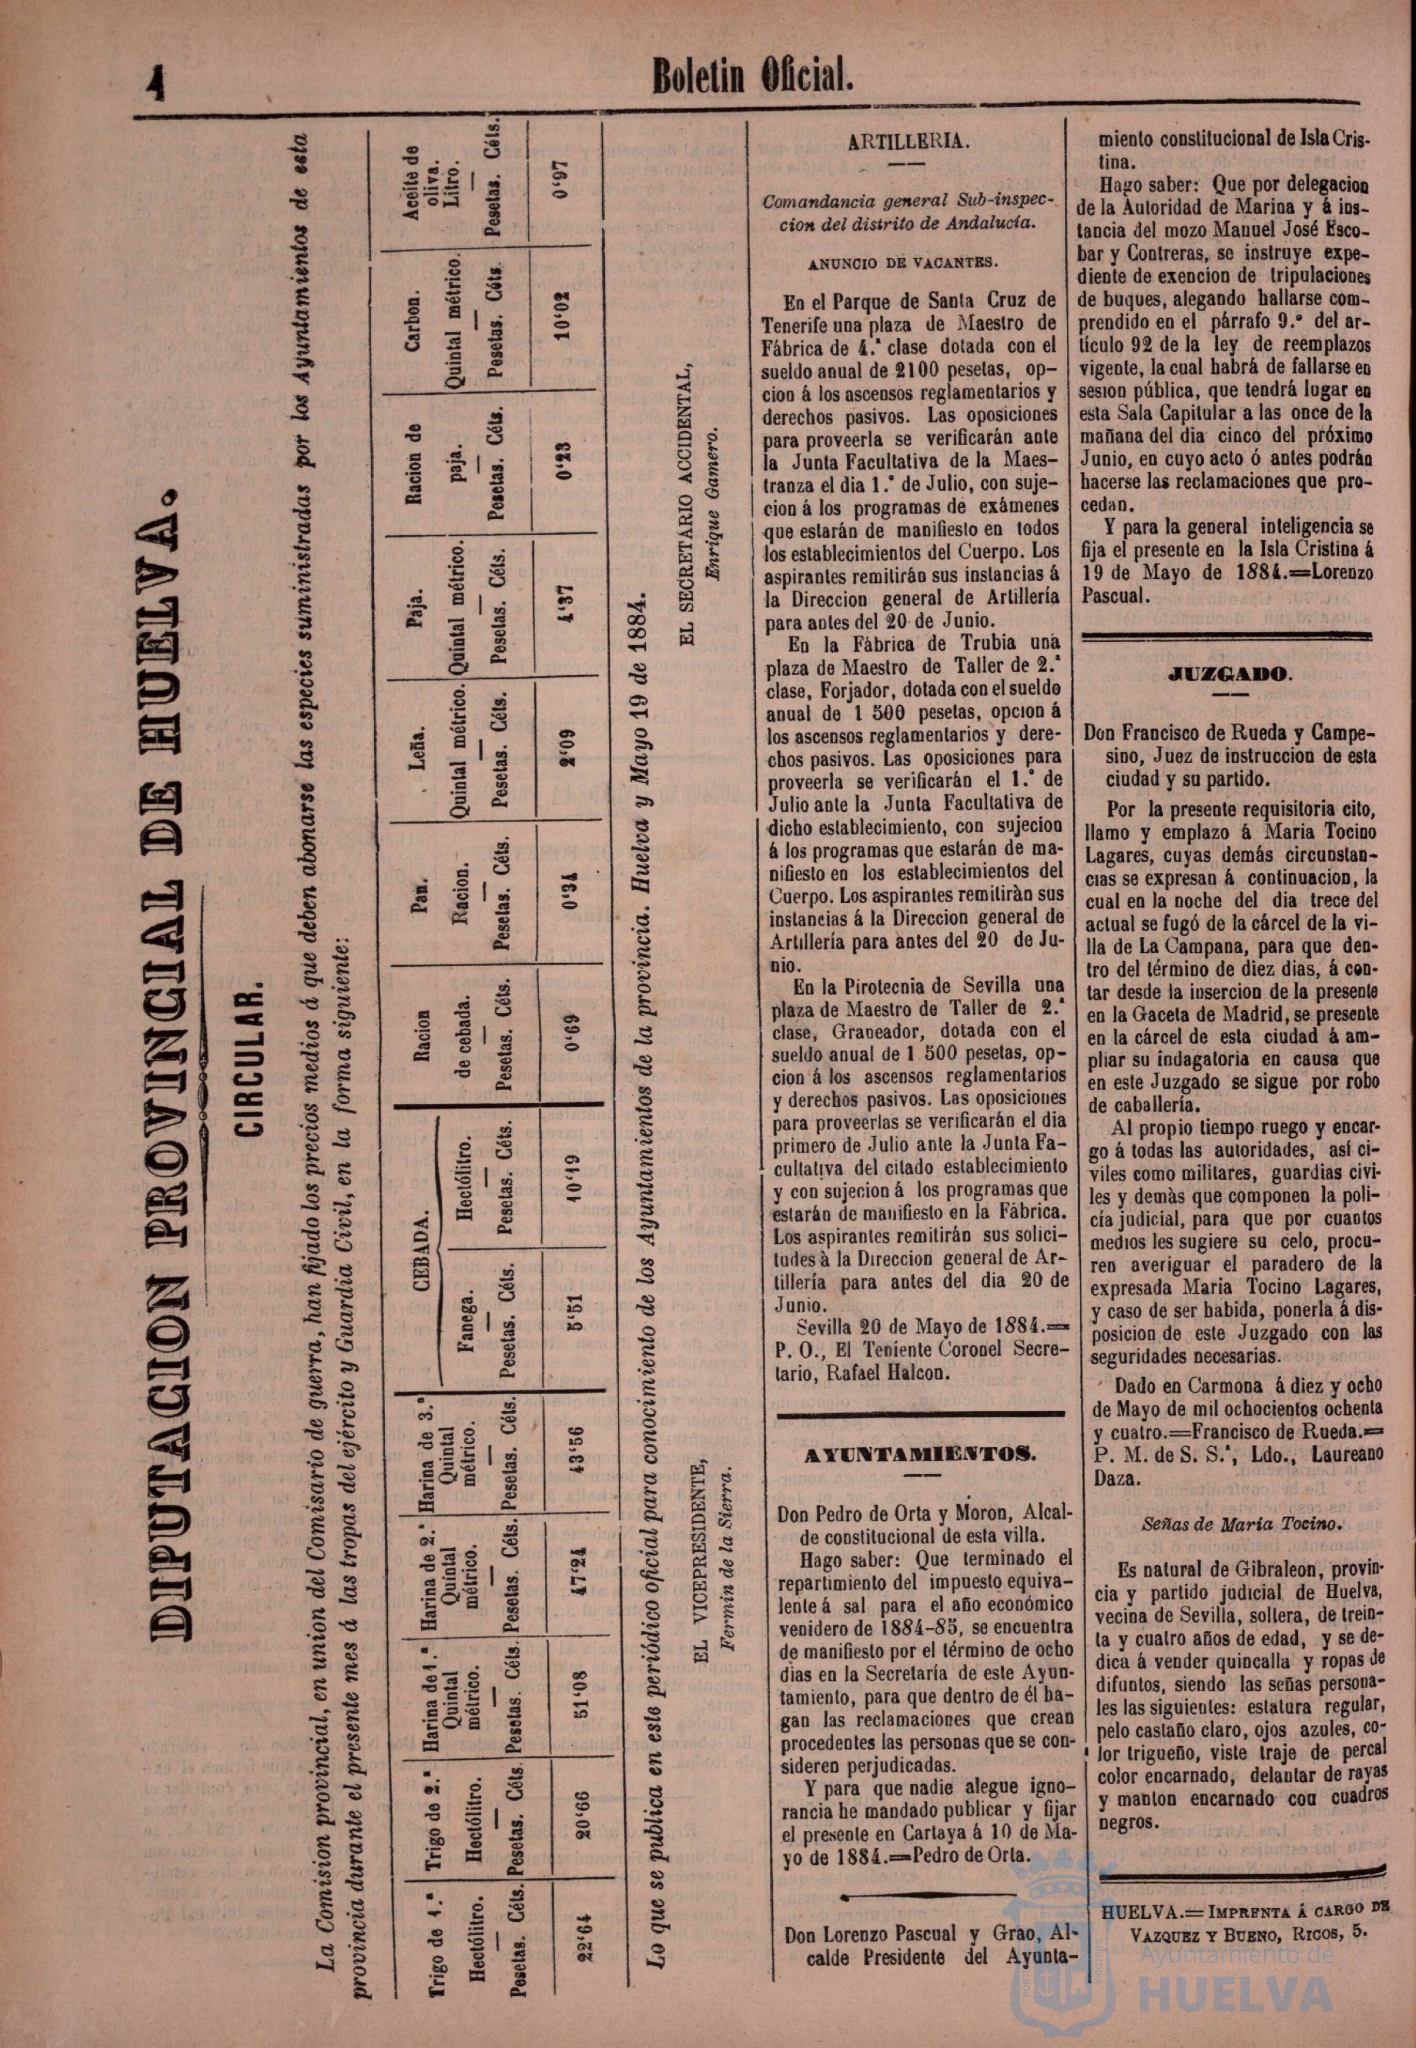 4
Boletin Oficial.
DIPUTACION PROVINCIAL DE HUELVA.
CIRCULAR.
La Comision provincial, en union del Comisario de guerra, han fijado los precios medios á que deben abonarse las especies suministradas por los Ayuntamientos de esta
provincia durante el presente mes á las tropas del ejército y Guardia Civil, en la forma siguiente:
Trigo de 1.ª
Hectólitro.
Pesetas. Céts.
22'64
Trigo de 2.ª
Hectólitro.
Pesetas. Céts.
20'66
Harina de 1.ª
Quintal
métrico.
Pesetas. Céts.
51'08
Harina de 2.ª
Quintal
métrico.
Pesetas. Céts.
47'24
Harina de 3.ª
Quintal
métrico.
Pesetas. Céts.
43'56
CEBADA.
Fanega.
Pesetas. Céts.
5'51
Hectólitro.
Pesetas. Céts.
10'19
Racion
de cebada.
Pesetas. Céts.
0'69
Pan.
Racion.
Pesetas. Céts.
0'34
Leña.
Quintal métrico.
Pesetas. Céts.
2'09
Paja.
Quintal métrico.
Pesetas. Céts.
4'37
Racion de
paja.
Pesetas. Céts.
0'23
Carbon.
Quintal métrico.
Pesetas. Céts.
10'02
Aceite de
oliva.
Litro.
Pesetas. Céts.
0'97
Lo que se publica en este periódico oficial para conocimiento de los Ayuntamientos de la provincia. Huelva y Mayo 19 de 1884.
EL VICEPRESIDENTE,
Fermin de la Sierra.
EL SECRETARIO ACCIDENTAL,
Enrique Gamero.
ARTILLERIA.
Comandancia general Sub-inspec-
cion del distrito de Andalucía.
ANUNCIO DE VACANTES.
En el Parque de Santa Cruz de
Tenerife una plaza de Maestro de
Fábrica de 4.ª clase dotada con el
sueldo anual de 2100 pesetas, op-
cion á los ascensos reglamentarios y
derechos pasivos. Las oposiciones
para proveerla se verificarán ante
la Junta Facultativa de la Maes-
tranza el dia 1.º de Julio, con suje-
cion á los programas de exámenes
que estarán de manifiesto en todos
los establecimientos del Cuerpo. Los
aspirantes remitirán sus instancias á
la Direccion general de Artillería
para antes del 20 de Junio.
En la Fábrica de Trubia una
plaza de Maestro de Taller de 2.ª
clase, Forjador, dotada con el sueldo
anual de 1 500 pesetas, opcion á
los ascensos reglamentarios y dere-
chos pasivos. Las oposiciones para
proveerla se verificarán el 1.º de
Julio ante la Junta Facultativa de
dicho establecimiento, con sujecion
á los programas que estarán de ma-
nifiesto en los establecimientos del
Cuerpo. Los aspirantes remitiràn sus
instancias á la Direccion general de
Artillería para antes del 20 de Ju-
nio.
En la Pirotecnia de Sevilla una
plaza de Maestro de Taller de 2.ª
clase, Graneador, dotada con el
sueldo anual de 1 500 pesetas, op-
cion á los ascensos reglamentarios
y derechos pasivos. Las oposiciones
para proveerlas se verificarán el dia
primero de Julio ante la Junta Fa-
cultativa del citado establecimiento
y con sujecion á los programas que
estarán de manifiesto en la Fábrica.
Los aspirantes remitirán sus solici-
tudes à la Direccion general de Ar-
tillería para antes del dia 20 de
Junio.
Sevilla 20 de Mayo de 1884.=
P. O., El Teniente Coronel Secre-
tario, Rafael Halcon.
AYUNTAMIENTOS.
Don Pedro de Orta y Moron, Alcal-
de constitucional de esta villa.
Hago saber: Que terminado el
repartimiento del impuesto equiva-
lente á sal para el año económico
venidero de 1884-85, se encuentra
de manifiesto por el término de ocho
dias en la Secretaría de este Ayun-
tamiento, para que dentro de él ha-
gan las reclamaciones que crean
procedentes las personas que se con-
sideren perjudicadas.
Y para que nadie alegue igno-
rancia he mandado publicar y fijar
el presente en Cartaya á 10 de Ma-
yo de 1884.=Pedro de Orta.
Don Lorenzo Pascual y Grao, Al-
calde Presidente del Ayunta-
miento constitucional de Isla Cris-
tina.
Hago saber: Que por delegacion
de la Autoridad de Marina y á ins-
tancia del mozo Manuel José Esco-
bar y Contreras, se instruye expe-
diente de exencion de tripulaciones
de buques, alegando hallarse com-
prendido en el párrafo 9.º del ar-
tículo 92 de la ley de reemplazos
vigente, la cual habrá de fallarse en
sesion pública, que tendrá lugar en
esta Sala Capitular a las once de la
mañana del dia cinco del próximo
Junio, en cuyo acto ó antes podrán
hacerse las reclamaciones que pro-
cedan.
Y para la general inteligencia se
fija el presente en la Isla Cristina á
19 de Mayo de 1884.=Lorenzo
Pascual.
JUZGADO.
Don Francisco de Rueda y Campe-
sino, Juez de instruccion de esta
ciudad y su partido.
Por la presente requisitoria cito,
llamo y emplazo á Maria Tocino
Lagares, cuyas demás circunstan-
cias se expresan á continuacion, la
cual en la noche del dia trece del
actual se fugó de la cárcel de la vi-
lla de La Campana, para que den-
tro del término de diez dias, á con-
tar desde la insercion de la presente
en la Gaceta de Madrid, se presente
en la cárcel de esta ciudad á am-
pliar su indagatoria en causa que
en este Juzgado se sigue por robo
de caballería.
Al propio tiempo ruego y encar-
go á todas las autoridades, así ci-
viles como militares, guardias civi-
les y demàs que componen la poli-
cía judicial, para que por cuantos
medios les sugiere su celo, procu-
ren averiguar el paradero de la
expresada Maria Tocino Lagares,
y caso de ser habida, ponerla á dis-
posicion de este Juzgado con las
seguridades necesarias.
Dado en Carmona á diez y ocho
de Mayo de mil ochocientos ochenta
y cuatro.=Francisco de Rueda.=
P. M. de S. S.ª, Ldo., Laureano
Daza.
Señas de Maria Tocino.
Es natural de Gibraleon, provin-
cia y partido judicial de Huelva,
vecina de Sevilla, soltera, de trein-
ta y cuatro años de edad, y se de-
dica á vender quincalla y ropas de
difuntos, siendo las señas persona-
les las siguientes: estatura regular,
pelo castaño claro, ojos azules, co-
lor trigueño, viste traje de percal
color encarnado, delantar de rayas
y manton encarnado con cuadros
negros.
HUELVA.=IMPRENTA Á CARGO DE
VAZQUEZ Y BUENO, RICOS, 5.
Ayuntamiento de
HUELVA